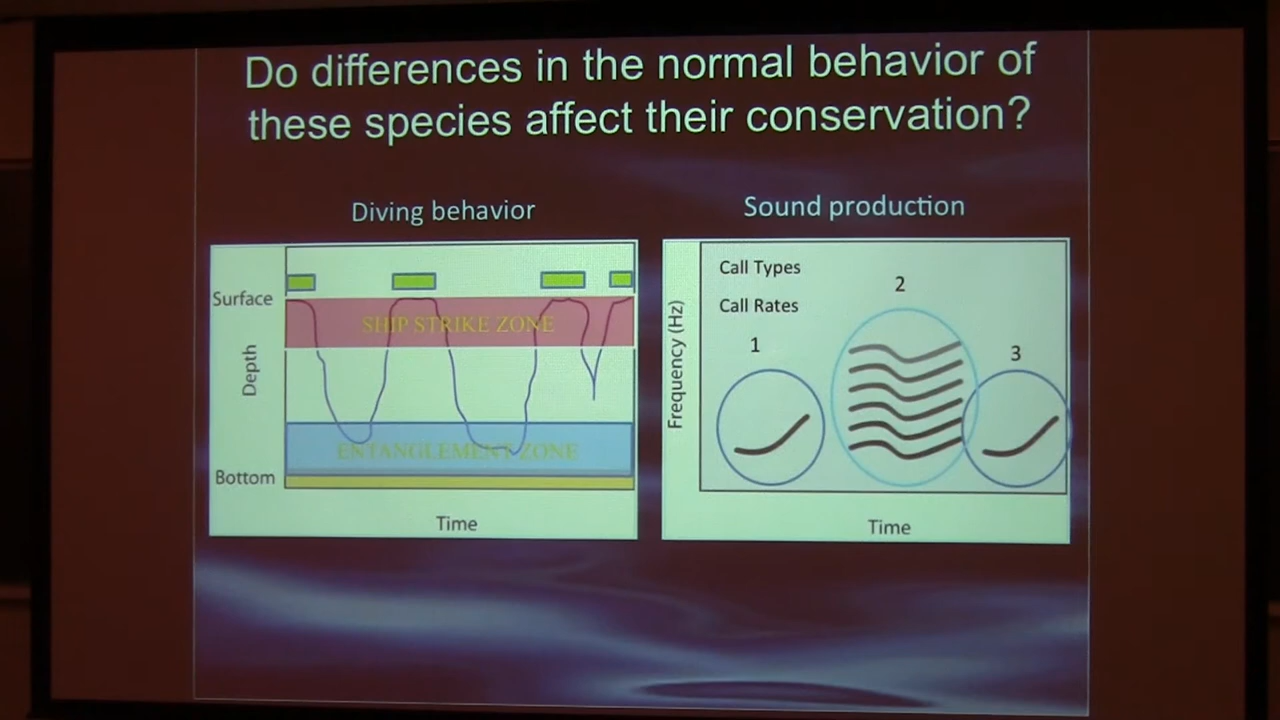 Do differences in the normal behavior of
these species affect their conservation?
Diving behavior
Surface
Depth
Bottom
SHIP STRIKE ZONE
ENTANGLEMENT ZONE
Time
Sound production
Frequency (Hz)
Call Types
Call Rates
1
2
3
Time